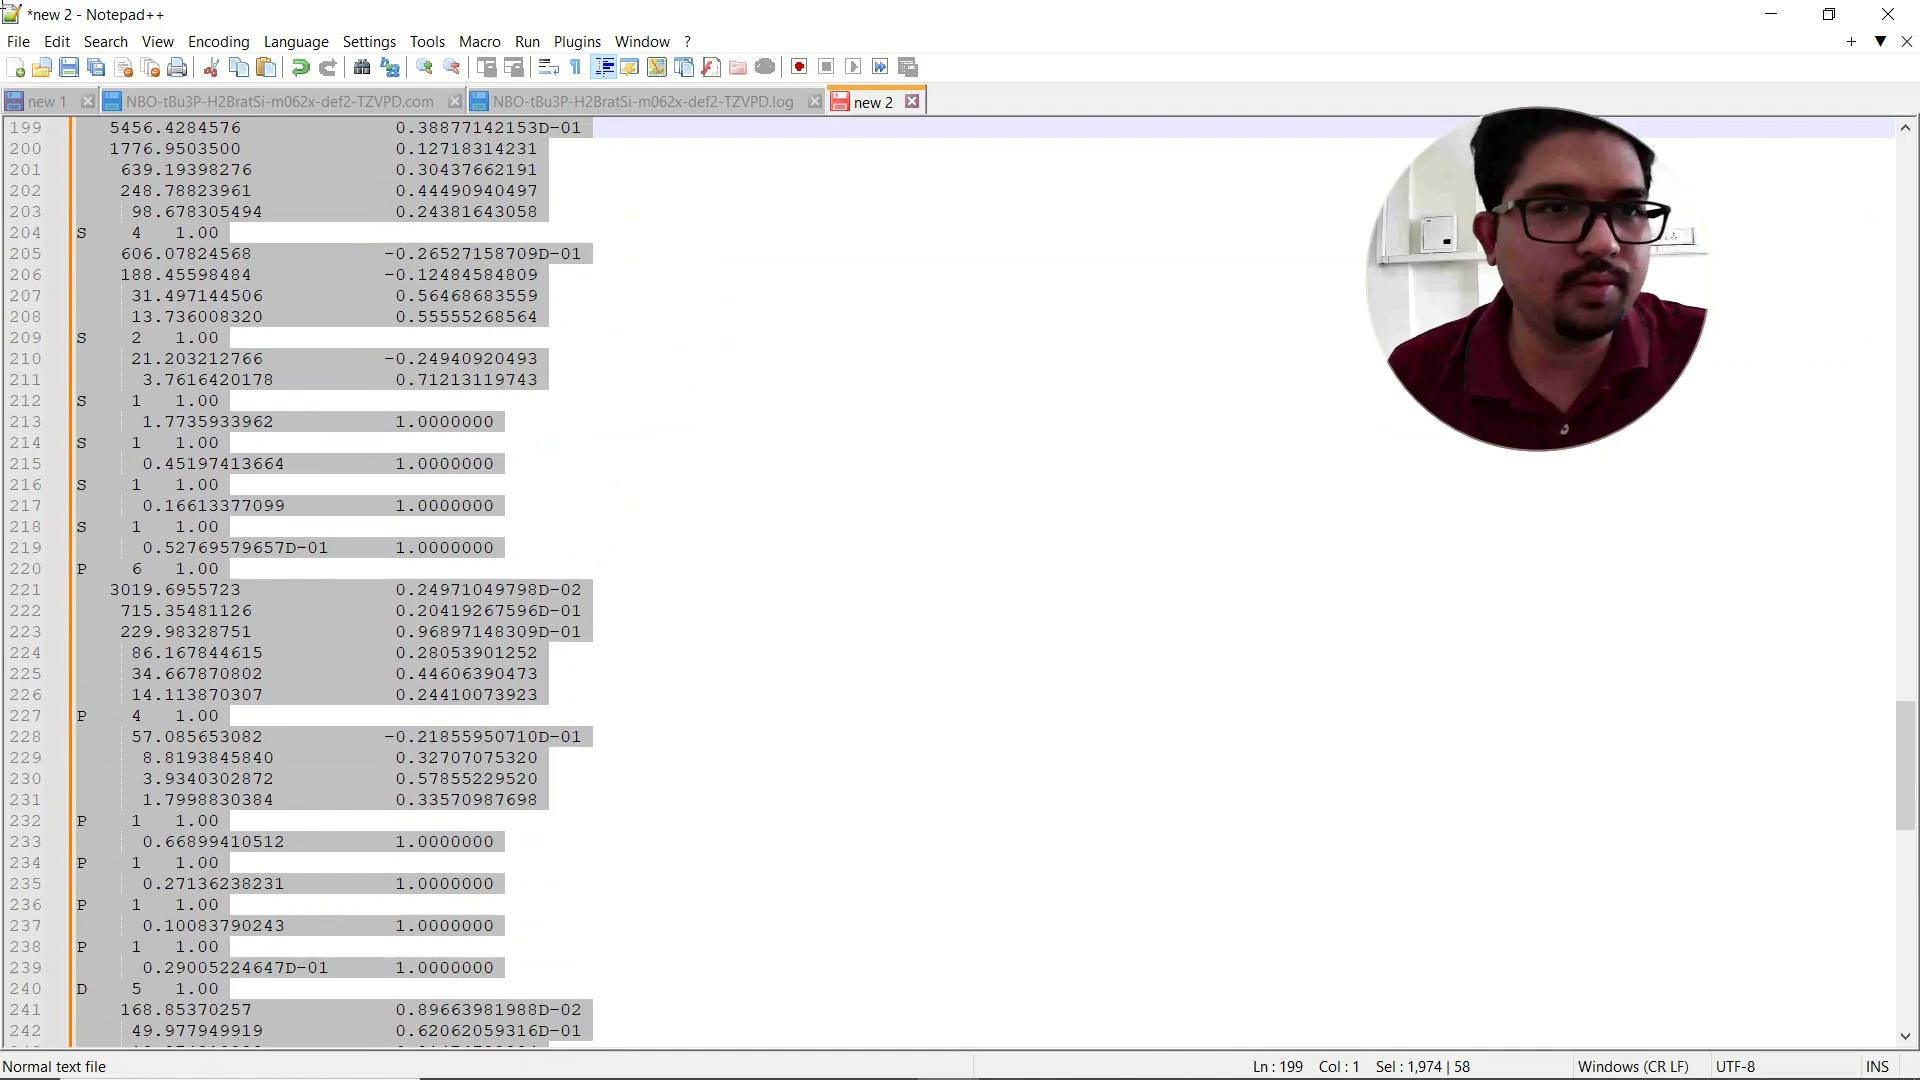 *new 2 - Notepad++
File Edit Search View Encoding Language Settings Tools Macro Run Plugins Window ?
new 1 NBO-tBu3P-H2BratSi-m062x-def2-TZVPD.com NBO-tBu3P-H2BratSi-m062x-def2-TZVPD.log new 2
199 5456.4284576 0.38877142153D-01
200 1776.9503500 0.12718314231
201 639.19398276 0.30437662191
202 248.78823961 0.44490940497
203 98.678305494 0.24381643058
204 S 4 1.00
205 606.07824568 -0.26527158709D-01
206 188.45598484 -0.12484584809
207 31.497144506 0.56468683559
208 13.736008320 0.55555268564
209 S 2 1.00
210 21.203212766 -0.24940920493
211 3.7616420178 0.71213119743
212 S 1 1.00
213 1.7735933962 1.0000000
214 S 1 1.00
215 0.45197413664 1.0000000
216 S 1 1.00
217 0.16613377099 1.0000000
218 S 1 1.00
219 0.52769579657D-01 1.0000000
220 P 6 1.00
221 3019.6955723 0.24971049798D-02
222 715.35481126 0.20419267596D-01
223 229.98328751 0.96897148309D-01
224 86.167844615 0.28053901252
225 34.667870802 0.44606390473
226 14.113870307 0.24410073923
227 P 4 1.00
228 57.085653082 -0.21855950710D-01
229 8.8193845840 0.32707075320
230 3.9340302872 0.57855229520
231 1.7998830384 0.33570987698
232 P 1 1.00
233 0.66899410512 1.0000000
234 P 1 1.00
235 0.27136238231 1.0000000
236 P 1 1.00
237 0.10083790243 1.0000000
238 P 1 1.00
239 0.29005224647D-01 1.0000000
240 D 5 1.00
241 168.85370257 0.89663981988D-02
242 49.977949919 0.62062059316D-01
Normal text file Ln : 199 Col : 1 Sel : 1,974 | 58 Windows (CR LF) UTF-8 INS